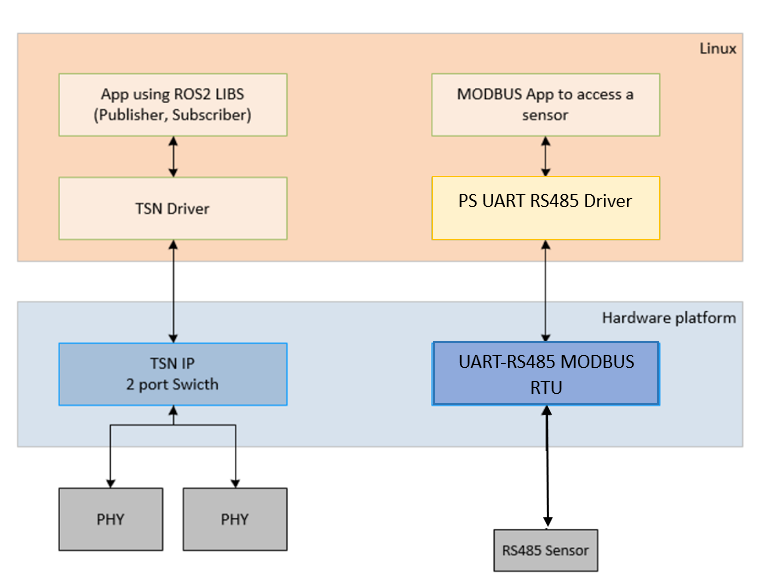 Linux
App using ROS2 LIBS
(Publisher, Subscriber)
MODBUS App to access a
sensor
TSN Driver
PS UART RS485 Driver
Hardware platform
TSN IP
2 port Swicth
UART-RS485 MODBUS
RTU
PHY
PHY
RS485 Sensor